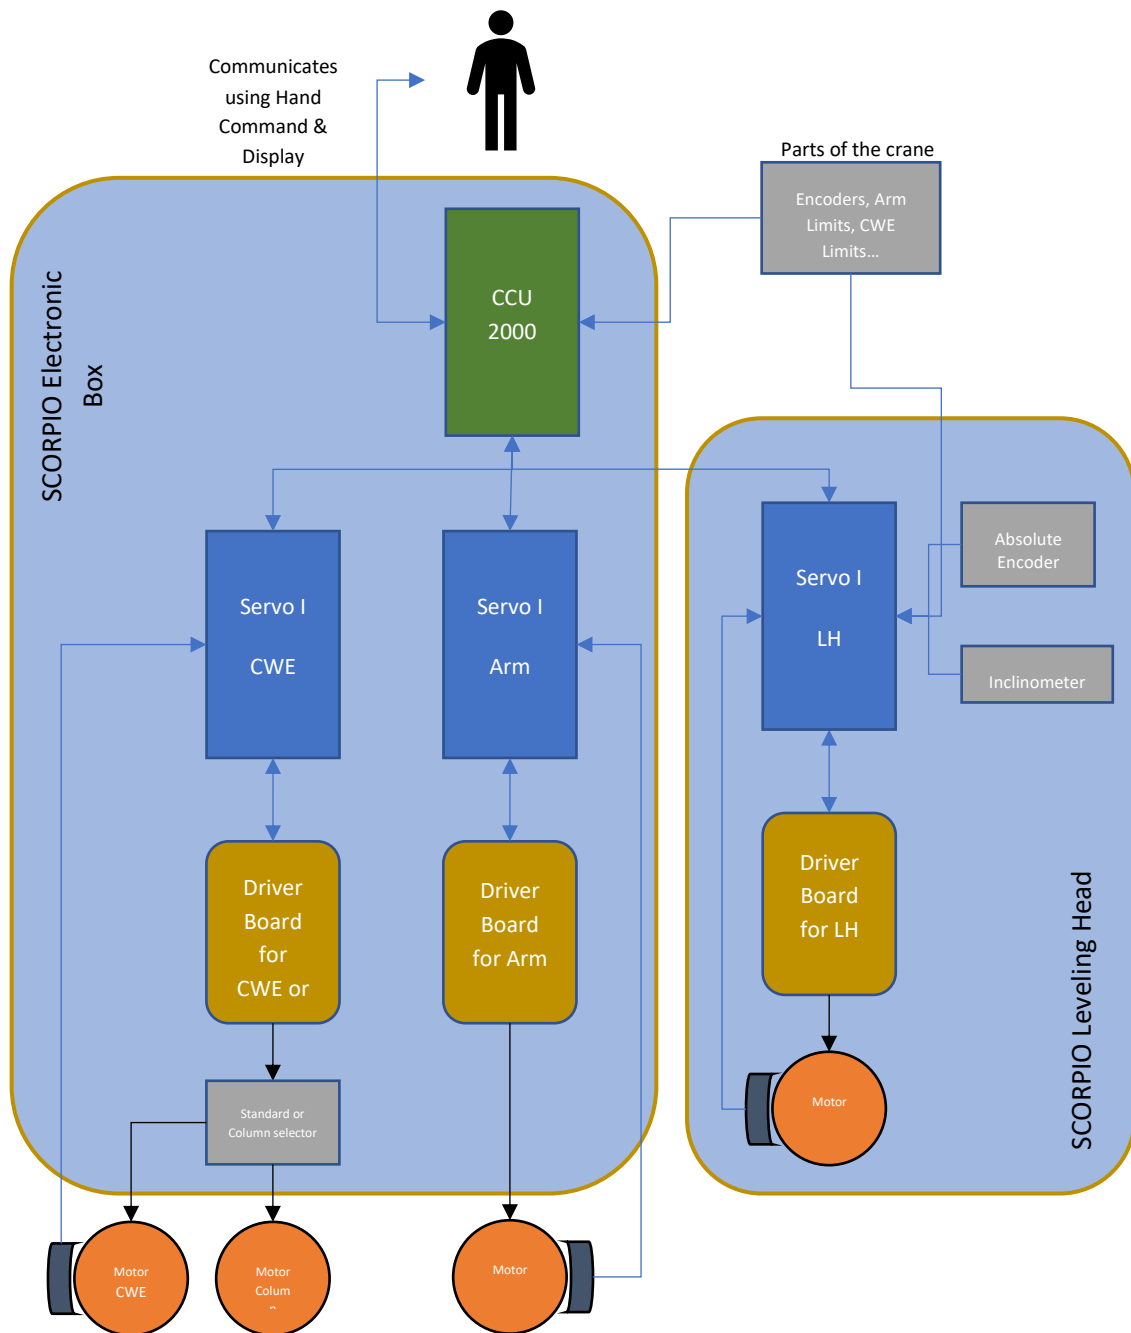 Communicates
using Hand
Command &
Display
Parts of the crane
Encoders, Arm
Limits, CWE
Limits...
SCORPIO Electronic
Box
CCU
2000
Servo I
CWE
Servo I
Arm
Servo I
LH
Absolute
Encoder
Inclinometer
Driver
Board
for
CWE or
Driver
Board
for Arm
Driver
Board
for LH
SCORPIO Leveling Head
Standard or
Column selector
Motor
Motor
CWE
Motor
Colum
Motor